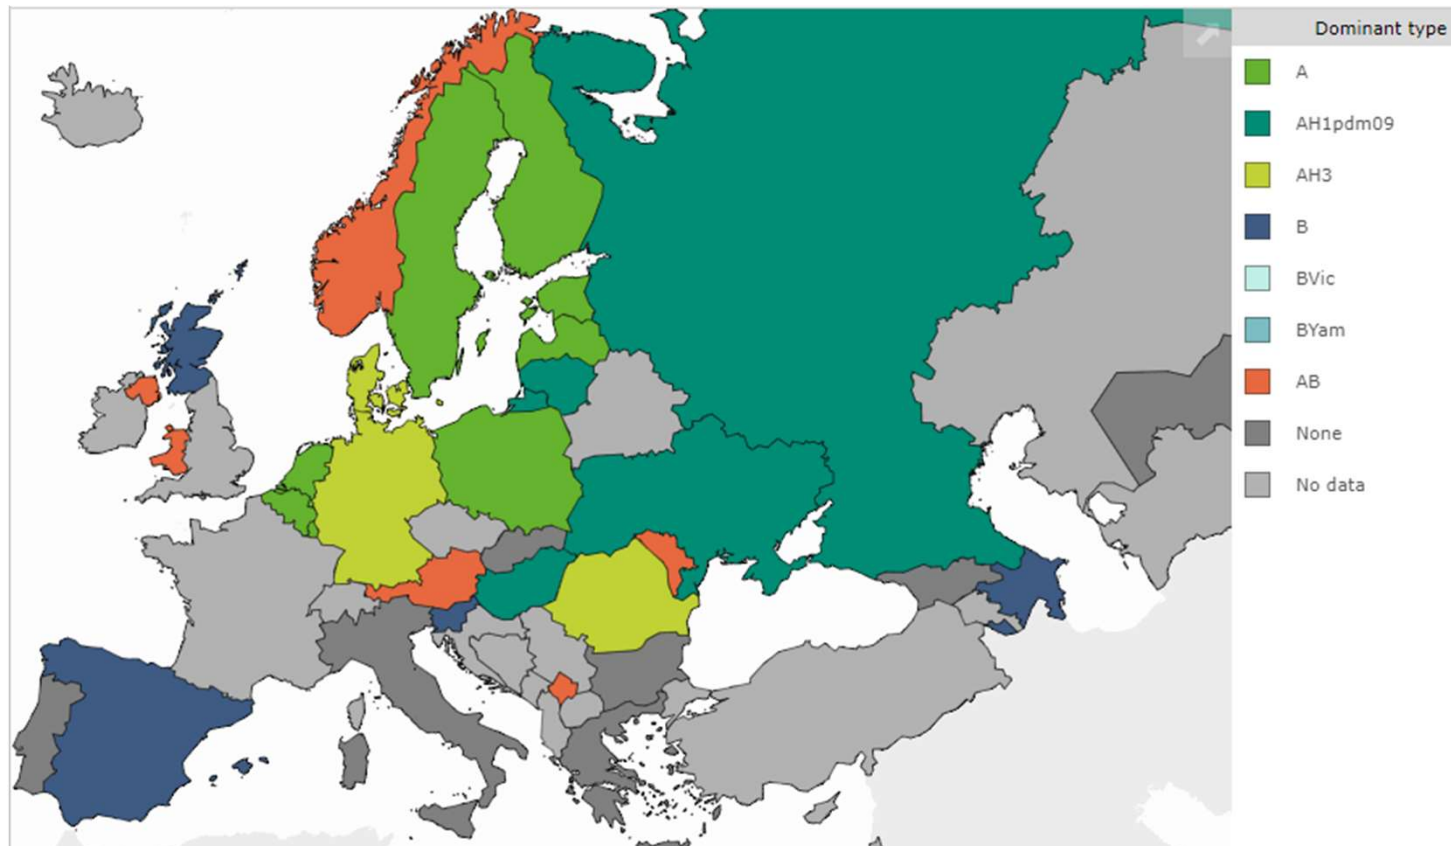 Dominant type
A
AH1pdm09
AH3
B
BVic
BYam
AB
None
No data